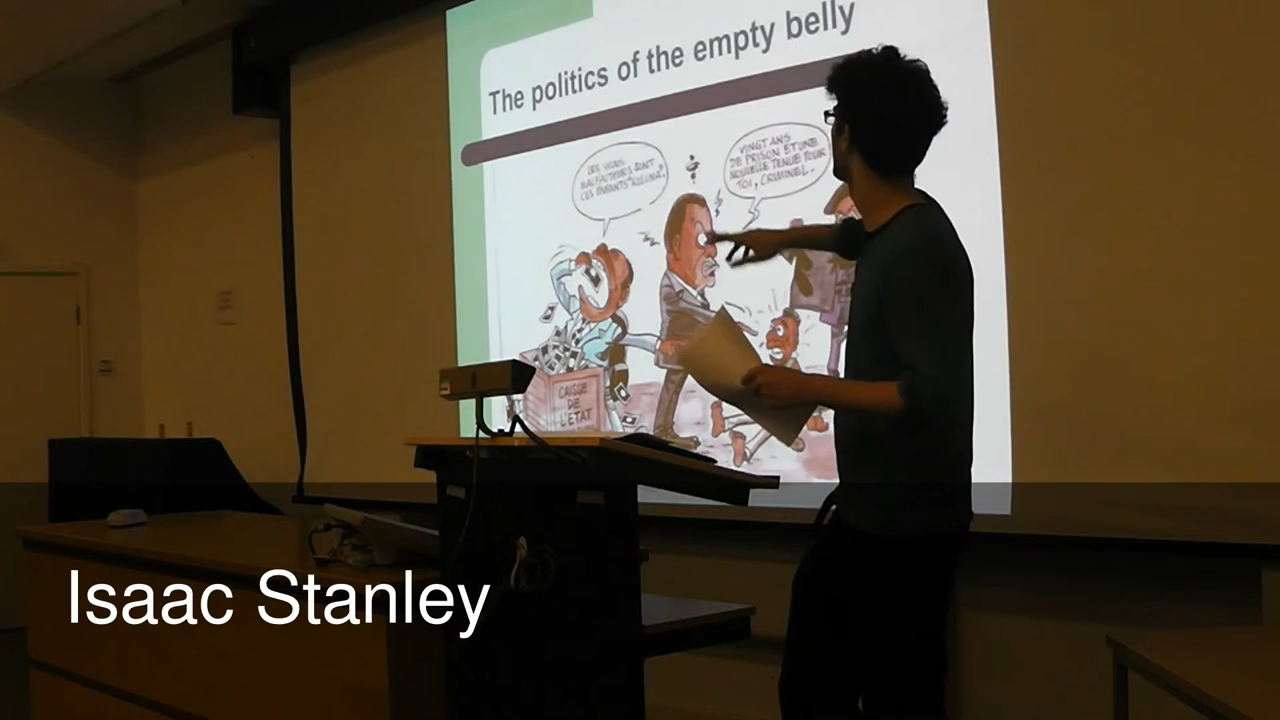 The politics of the empty belly
LES VRAIS
MALFAITEURS SONT
CES ENFANTS "KULUNA".
VINGT ANS
DE PRISON ET UNE
NOUVELLE TENUE POUR
TOI, CRIMINEL.
CAISSE
DE
L'ETAT
Isaac Stanley